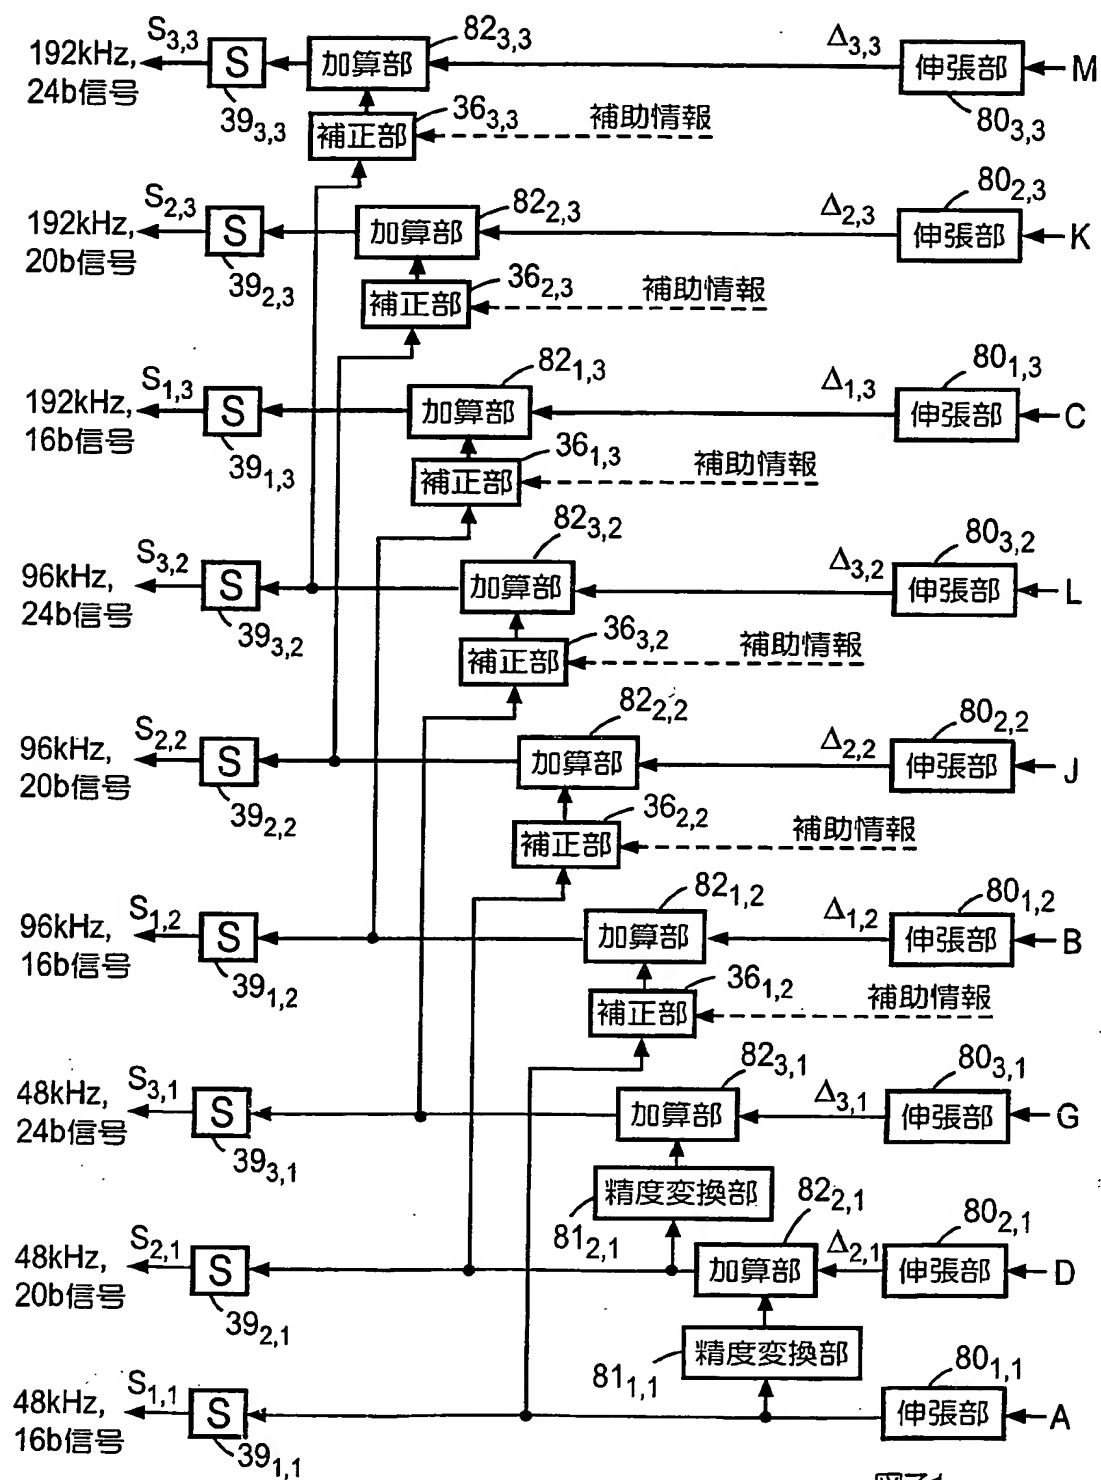 S3,3 823,3 Δ3,3
192kHz, S 加算部 伸張部 M
24b信号 393,3 363,3 補助情報 803,3
補正部
S2,3 822,3 Δ2,3 802,3
192kHz, S 加算部 伸張部 K
20b信号 392,3 362,3 補助情報
補正部
S1,3 821,3 Δ1,3 801,3
192kHz, S 加算部 伸張部 C
16b信号 391,3 361,3 補助情報
補正部
S3,2 823,2 Δ3,2 803,2
96kHz, S 加算部 伸張部 L
24b信号 393,2 363,2 補助情報
補正部
S2,2 822,2 Δ2,2 802,2
96kHz, S 加算部 伸張部 J
20b信号 392,2 362,2 補助情報
補正部
S1,2 821,2 Δ1,2 801,2
96kHz, S 加算部 伸張部 B
16b信号 391,2 361,2 補助情報
補正部
S3,1 823,1 Δ3,1 803,1
48kHz, S 加算部 伸張部 G
24b信号 393,1
精度変換部 822,1
812,1
S2,1 Δ2,1 802,1
48kHz, S 加算部 伸張部 D
20b信号 392,1
精度変換部
811,1
S1,1 801,1
48kHz, S 伸張部 A
16b信号 391,1